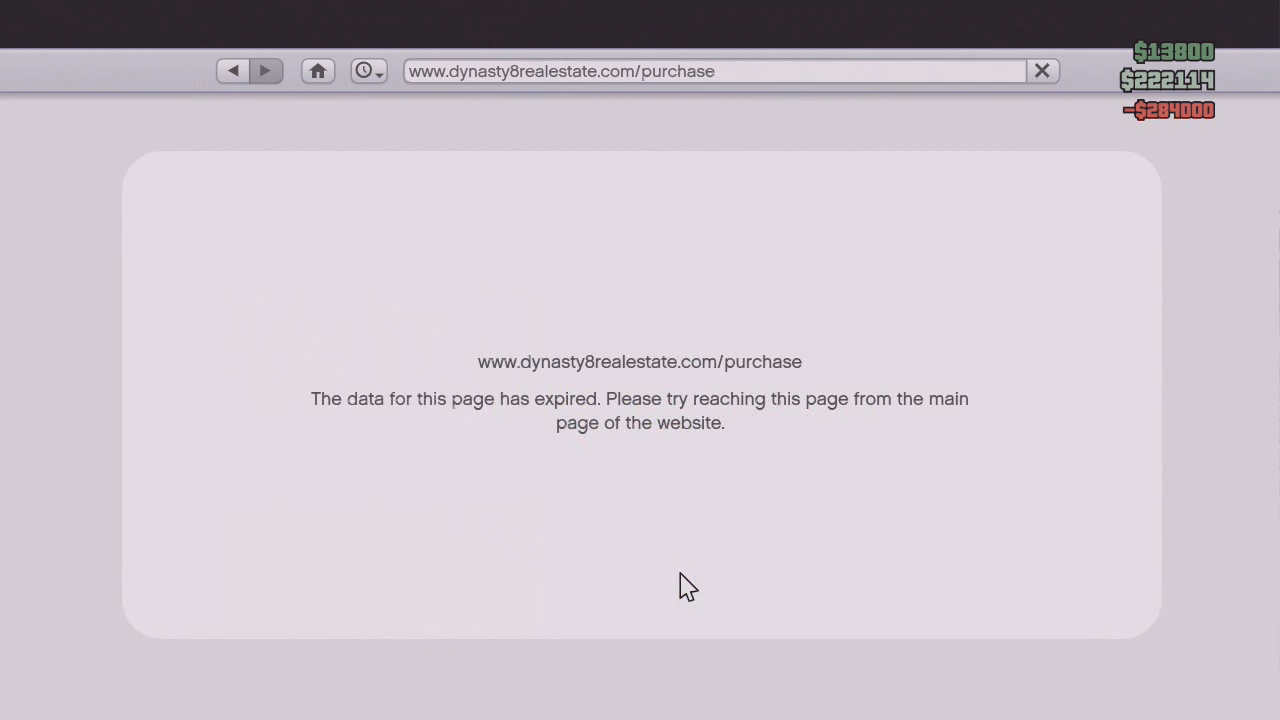 www.dynasty8realestate.com/purchase
$13800
$222114
-$284000
www.dynasty8realestate.com/purchase
The data for this page has expired. Please try reaching this page from the main
page of the website.